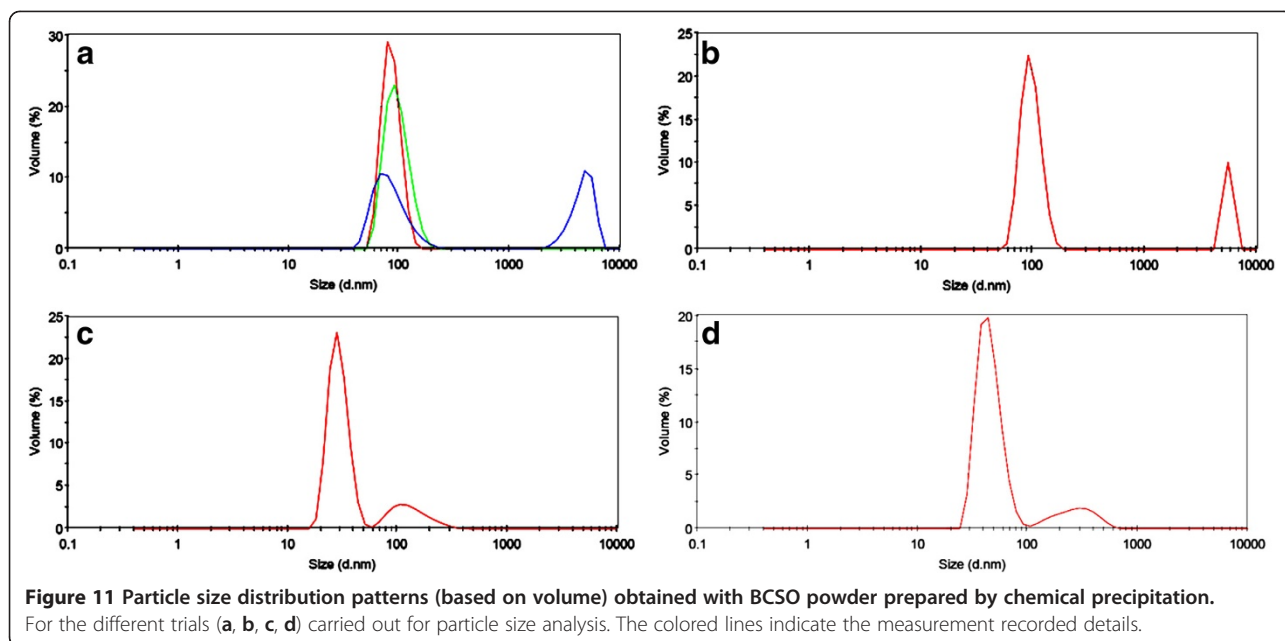 a
30
20
10
0
Volume (%)
0.1 1 10 100 1000 10000
Size (d.nm)
b
25
20
15
10
5
0
Volume (%)
0.1 1 10 100 1000 10000
Size (d.nm)
c
25
20
15
10
5
0
Volume (%)
0.1 1 10 100 1000 10000
Size (d.nm)
d
20
15
10
5
0
Volume (%)
0.1 1 10 100 1000 10000
Size (d.nm)
Figure 11 Particle size distribution patterns (based on volume) obtained with BCSO powder prepared by chemical precipitation.
For the different trials (a, b, c, d) carried out for particle size analysis. The colored lines indicate the measurement recorded details.